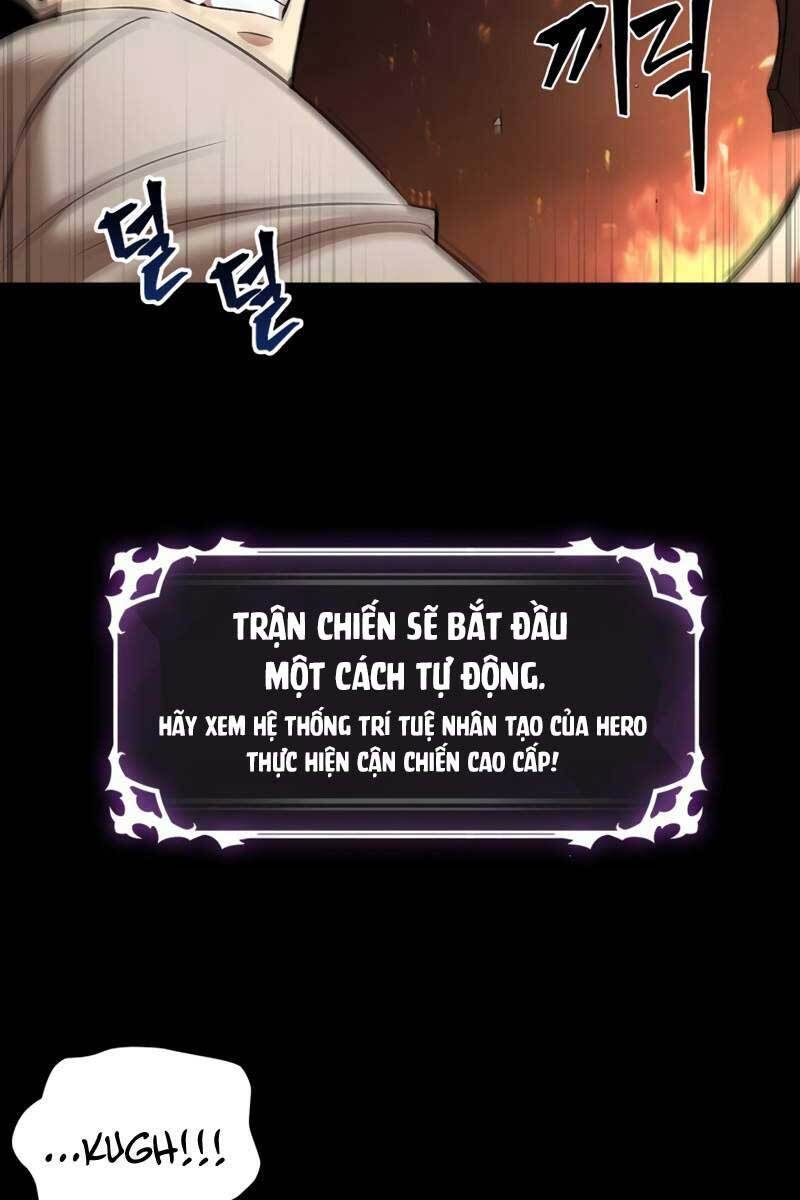 끼릭
덜
덜
TRẬN CHIẾN SẼ BẮT ĐẦU
MỘT CÁCH TỰ ĐỘNG.
HÃY XEM HỆ THỐNG TRÍ TUỆ NHÂN TẠO CỦA HERO
THỰC HIỆN CẬN CHIẾN CAO CẤP!
...KUGH!!!